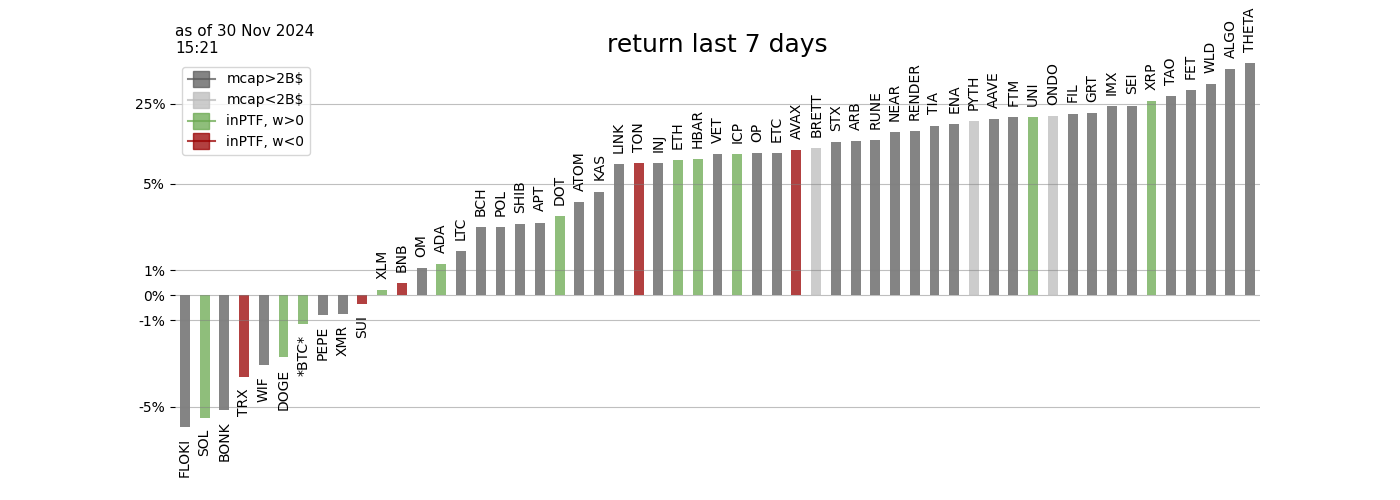 as of 30 Nov 2024
15:21
return last 7 days
mcap>2B$
mcap<2B$
inPTF, w>0
inPTF, w<0
25%
5%
1%
0%
-1%
-5%
FLOKI
SOL
BONK
TRX
WIF
DOGE
*BTC*
PEPE
XMR
SUI
XLM
BNB
OM
ADA
LTC
BCH
POL
SHIB
APT
DOT
ATOM
KAS
LINK
TON
INJ
ETH
HBAR
VET
ICP
OP
ETC
AVAX
BRETT
STX
ARB
RUNE
NEAR
RENDER
TIA
ENA
PYTH
AAVE
FTM
UNI
ONDO
FIL
GRT
IMX
SEI
XRP
TAO
FET
WLD
ALGO
THETA